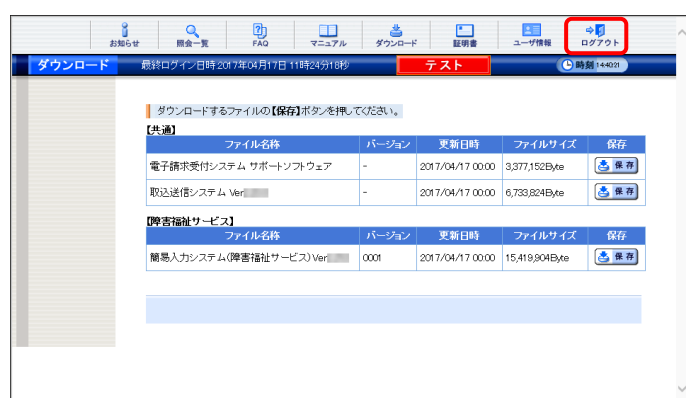 お知らせ 照会一覧 FAQ マニュアル ダウンロード 証明書 ユーザ情報 ログアウト
ダウンロード 最終ログイン日時:2017年04月17日 11時24分18秒 テスト 時刻 14:40:21
ダウンロードするファイルの【保存】ボタンを押してください。
【共通】
ファイル名称 バージョン 更新日時 ファイルサイズ 保存
電子請求受付システム サポートソフトウェア - 2017/04/17 00:00 3,377,152Byte 保存
取込送信システム Ver - 2017/04/17 00:00 6,733,824Byte 保存
【障害福祉サービス】
ファイル名称 バージョン 更新日時 ファイルサイズ 保存
簡易入力システム(障害福祉サービス) Ver 0001 2017/04/17 00:00 15,419,904Byte 保存